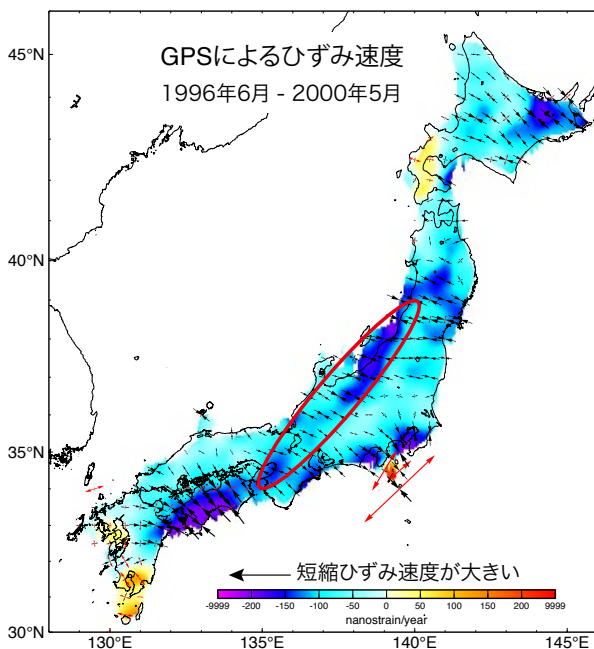 GPSによるひずみ速度
1996年6月 - 2000年5月
45°N
40°N
35°N
30°N
短縮ひずみ速度が大きい
-9999 -200 -150 -100 -50 0 50 100 150 200 9999
nanostrain/year
130°E 135°E 140°E 145°E